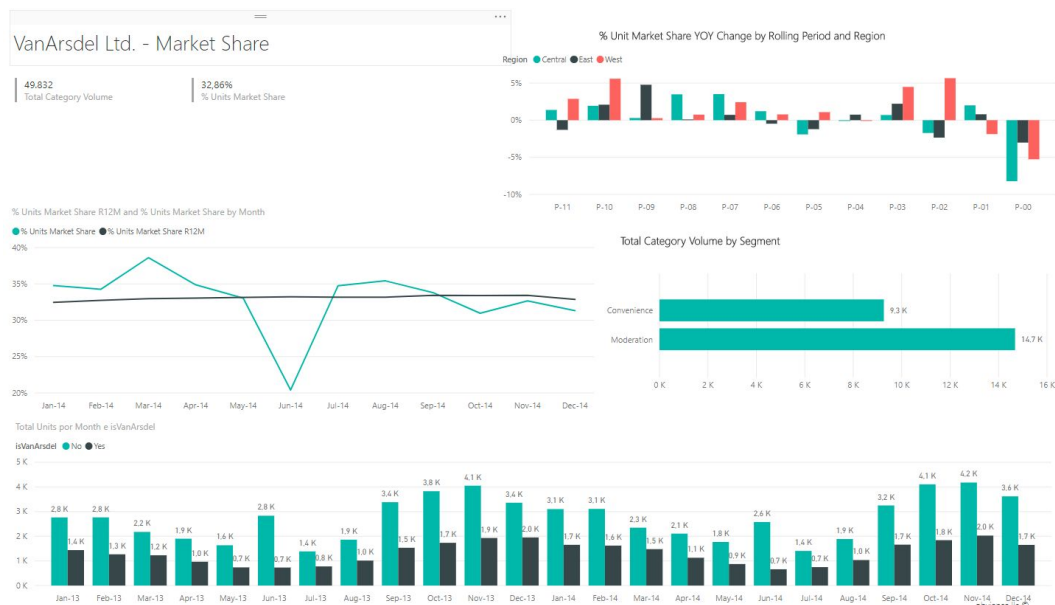 VanArsdel Ltd. - Market Share
49.832
Total Category Volume
32,86%
% Units Market Share
% Unit Market Share YOY Change by Rolling Period and Region
Region Central East West
5%
0%
-5%
-10%
P-11 P-10 P-09 P-08 P-07 P-06 P-05 P-04 P-03 P-02 P-01 P-00
% Units Market Share R12M and % Units Market Share by Month
% Units Market Share % Units Market Share R12M
40%
35%
30%
25%
20%
Jan-14 Feb-14 Mar-14 Apr-14 May-14 Jun-14 Jul-14 Aug-14 Sep-14 Oct-14 Nov-14 Dec-14
Total Category Volume by Segment
Convenience 9.3 K
Moderation 14.7 K
0 K 2 K 4 K 6 K 8 K 10 K 12 K 14 K 16 K
Total Units por Month e isVanArsdel
isVanArsdel No Yes
5 K
4 K
3 K
2 K
1 K
0 K
2.8 K 2.8 K 2.2 K 1.9 K 1.6 K 2.8 K 1.4 K 1.9 K 3.4 K 3.8 K 4.1 K 3.4 K 3.1 K 3.1 K 2.3 K 2.1 K 1.8 K 2.6 K 1.4 K 1.9 K 3.2 K 4.1 K 4.2 K 3.6 K
1.4 K 1.3 K 1.2 K 1.0 K 0.7 K 0.7 K 0.8 K 1.0 K 1.5 K 1.7 K 1.9 K 2.0 K 1.7 K 1.6 K 1.5 K 1.1 K 0.9 K 0.7 K 0.7 K 1.0 K 1.7 K 1.8 K 2.0 K 1.7 K
Jan-13 Feb-13 Mar-13 Apr-13 May-13 Jun-13 Jul-13 Aug-13 Sep-13 Oct-13 Nov-13 Dec-13 Jan-14 Feb-14 Mar-14 Apr-14 May-14 Jun-14 Jul-14 Aug-14 Sep-14 Oct-14 Nov-14 Dec-14